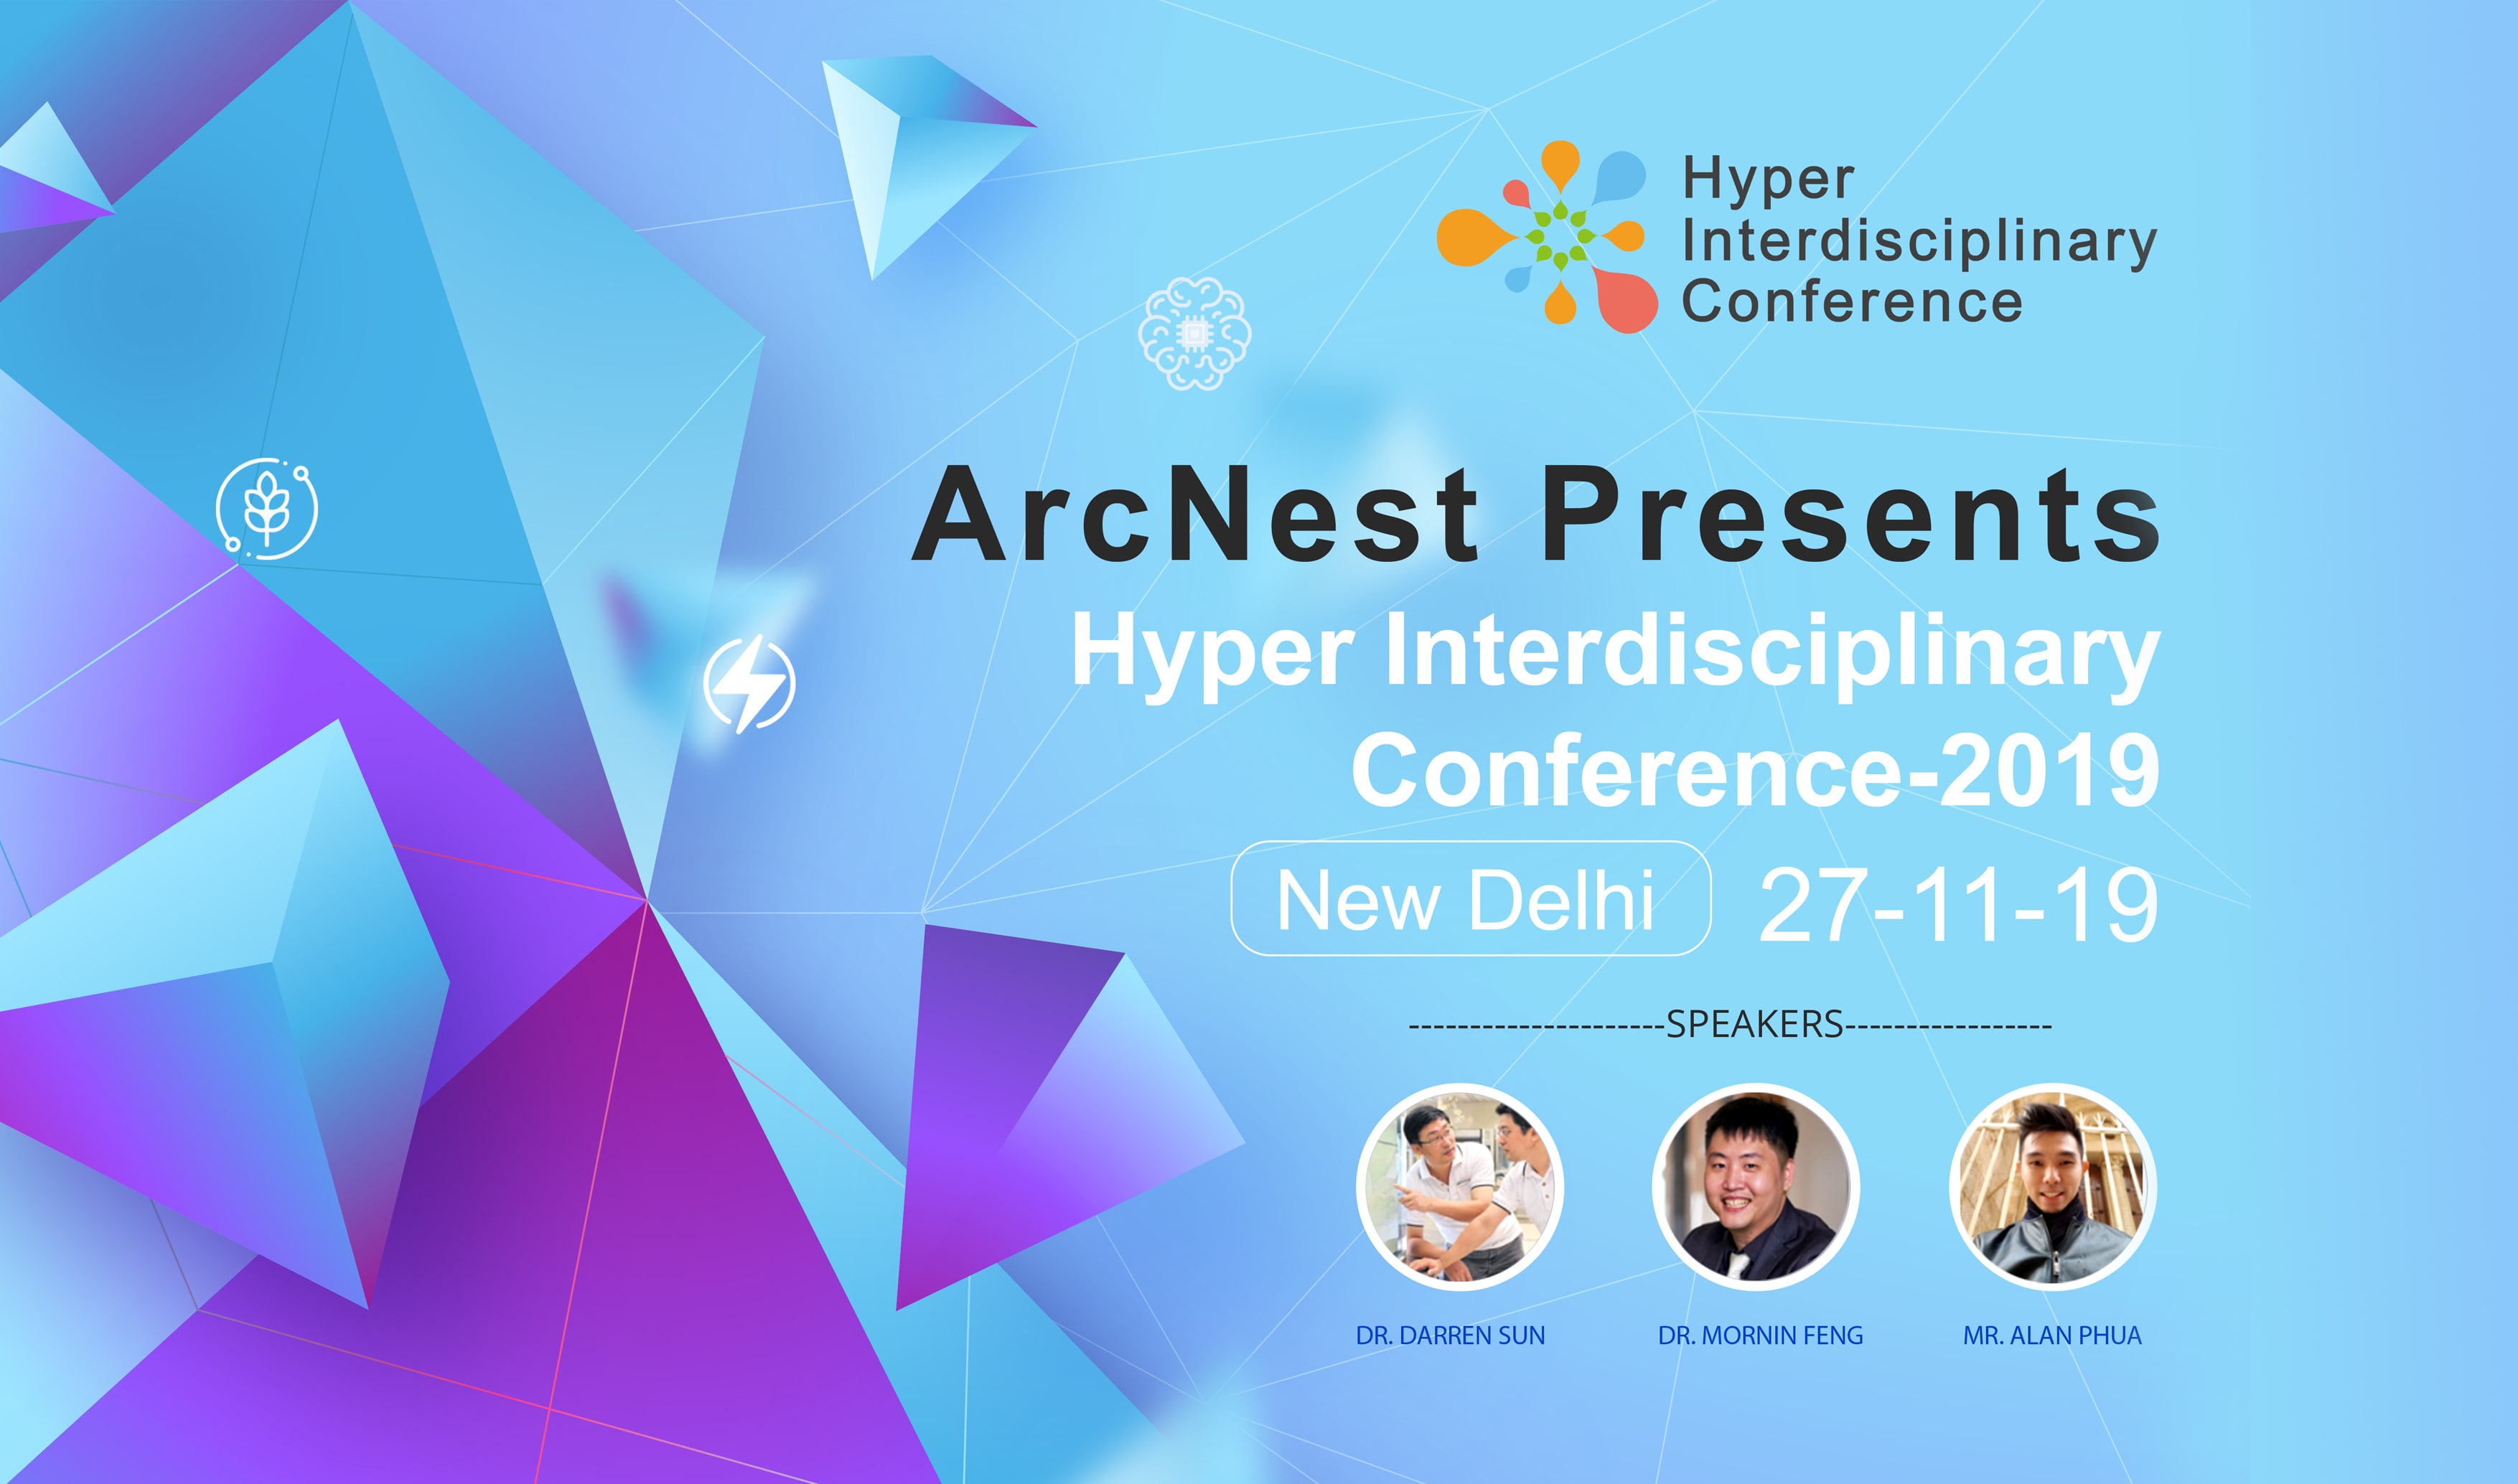 Hyper
Interdisciplinary
Conference
ArcNest Presents
Hyper Interdisciplinary
Conference-2019
New Delhi 27-11-19
---------------------SPEAKERS-----------------
DR. DARREN SUN DR. MORNIN FENG MR. ALAN PHUA